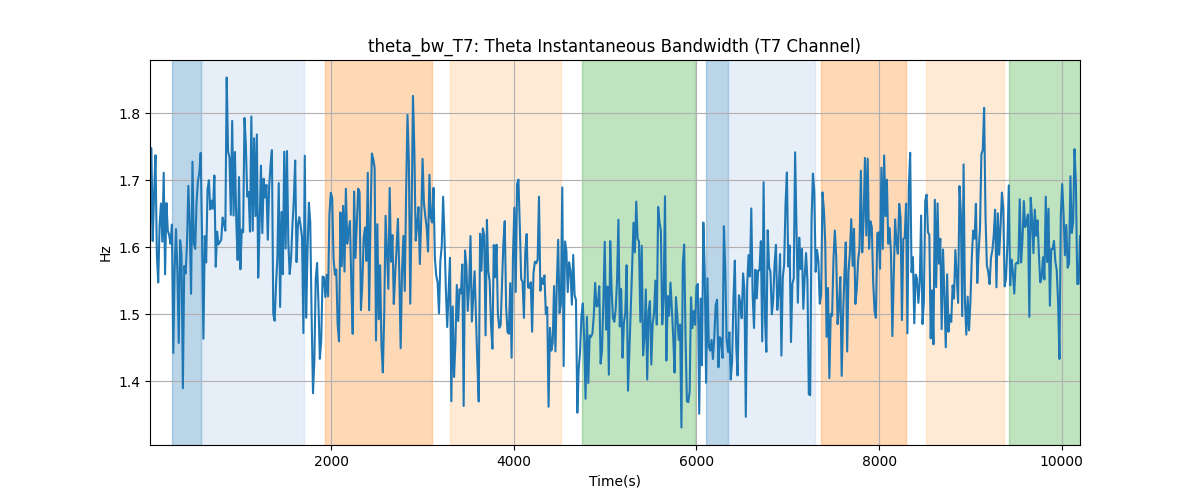 theta_bw_T7: Theta Instantaneous Bandwidth (T7 Channel)
Hz
1.8
1.7
1.6
1.5
1.4
2000 4000 6000 8000 10000
Time(s)